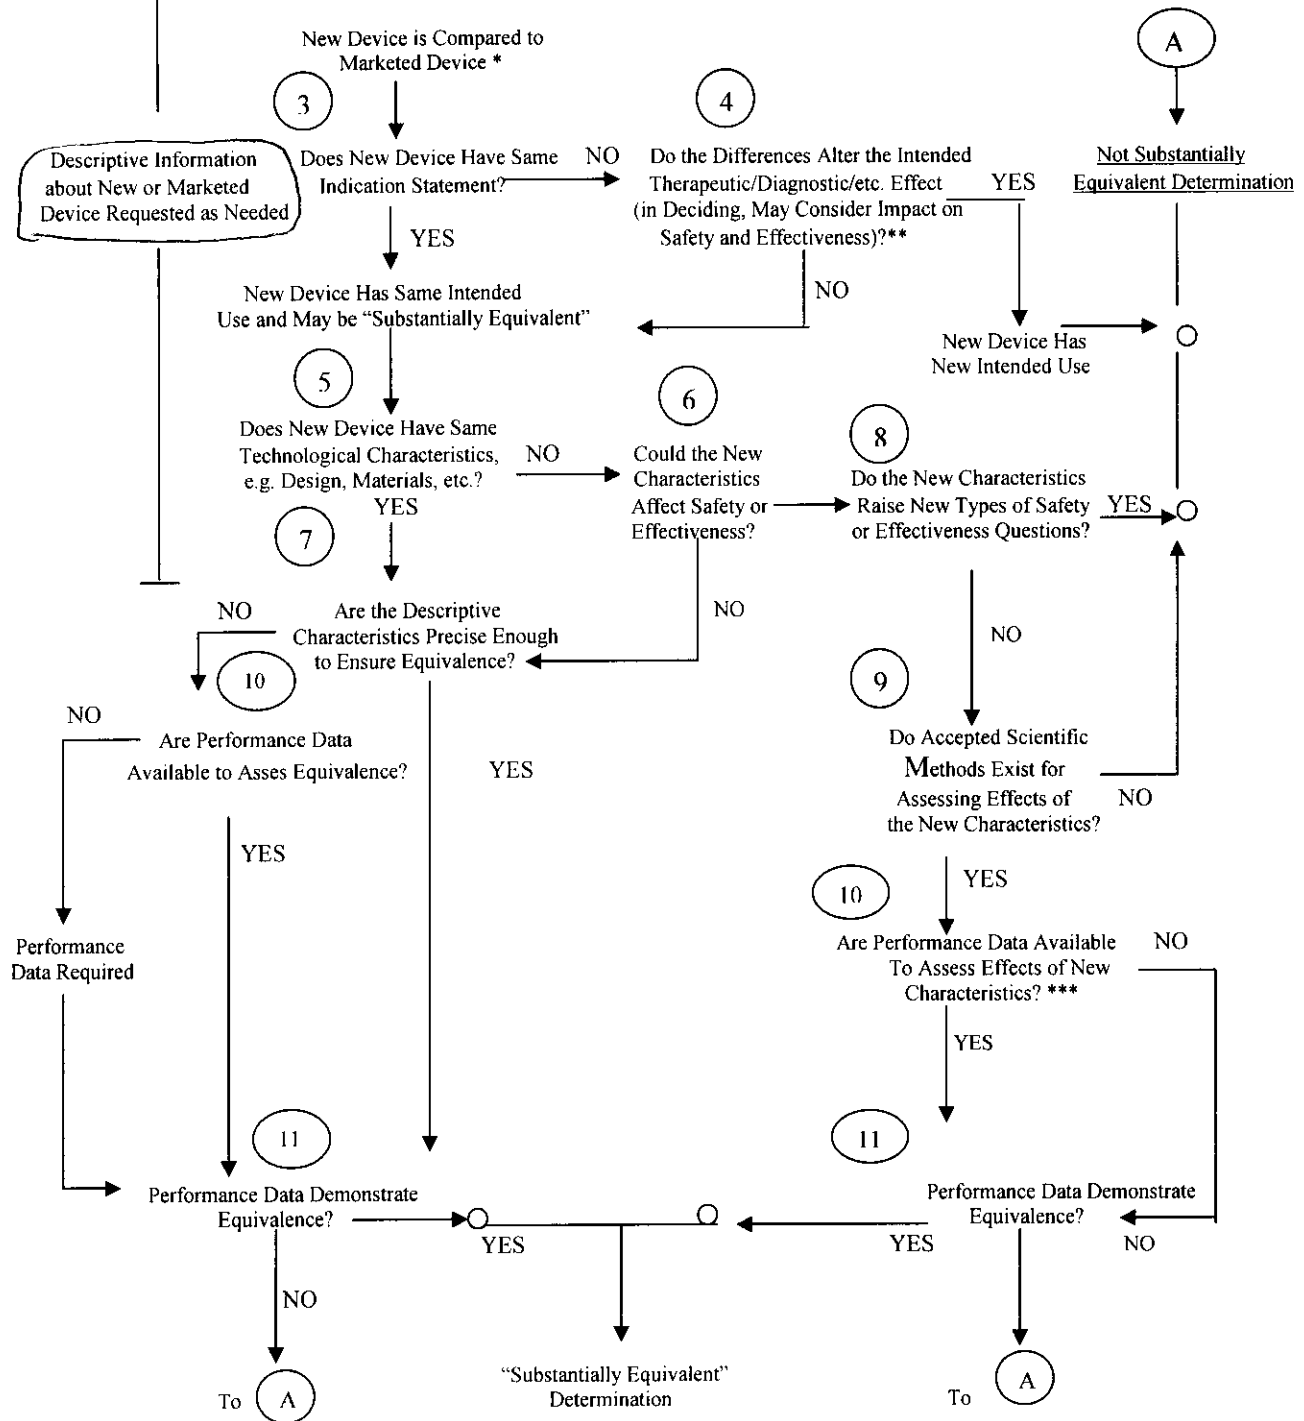 New Device is Compared to
Marketed Device *
A
3
4
Descriptive Information
about New or Marketed
Device Requested as Needed
Does New Device Have Same
Indication Statement?
NO
Do the Differences Alter the Intended
Therapeutic/Diagnostic/etc. Effect
(in Deciding, May Consider Impact on
Safety and Effectiveness)?**
YES
Not Substantially
Equivalent Determination
YES
NO
New Device Has Same Intended
Use and May be “Substantially Equivalent”
New Device Has
New Intended Use
5
6
8
Does New Device Have Same
Technological Characteristics,
e.g. Design, Materials, etc.?
NO
YES
Could the New
Characteristics
Affect Safety or
Effectiveness?
Do the New Characteristics
Raise New Types of Safety
or Effectiveness Questions?
YES
7
NO
Are the Descriptive
Characteristics Precise Enough
to Ensure Equivalence?
NO
NO
10
9
NO
Are Performance Data
Available to Asses Equivalence?
YES
Do Accepted Scientific
Methods Exist for
Assessing Effects of
the New Characteristics?
NO
YES
YES
10
Performance
Data Required
Are Performance Data Available
To Assess Effects of New
Characteristics? ***
NO
YES
11
11
Performance Data Demonstrate
Equivalence?
YES
Performance Data Demonstrate
Equivalence?
YES
NO
NO
To
A
“Substantially Equivalent”
Determination
To
A